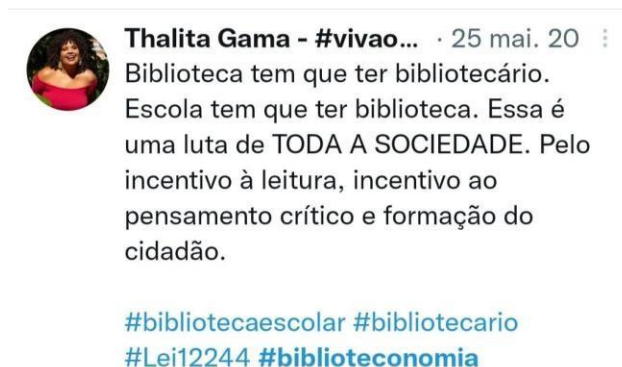 Thalita Gama - #vivao... · 25 mai. 20
Biblioteca tem que ter bibliotecário.
Escola tem que ter biblioteca. Essa é
uma luta de TODA A SOCIEDADE. Pelo
incentivo à leitura, incentivo ao
pensamento crítico e formação do
cidadão.
#bibliotecaescolar #bibliotecario
#Lei12244 #biblioteconomia